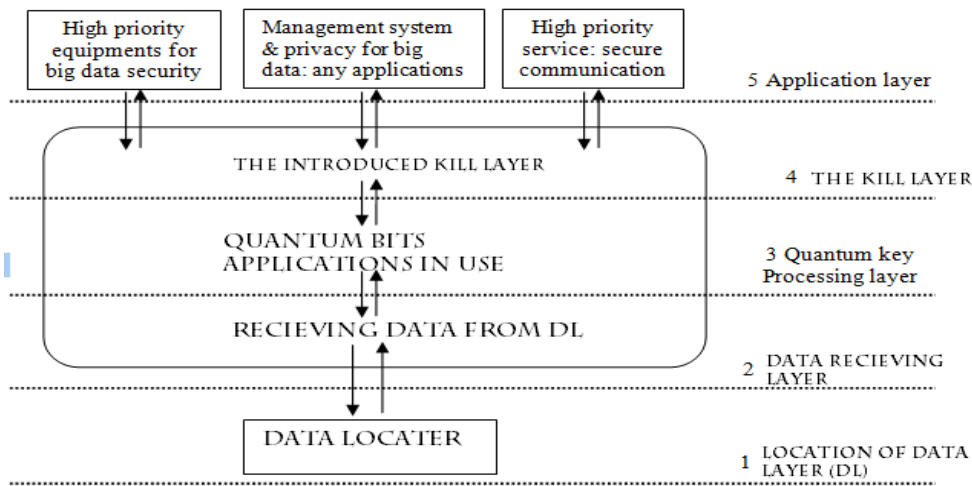 High priority
equipments for
big data security
Management system
& privacy for big
data: any applications
High priority
service: secure
communication
5 Application layer
THE INTRODUCED KILL LAYER
4 THE KILL LAYER
QUANTUM BITS
APPLICATIONS IN USE
3 Quantum key
Processing layer
RECIEVING DATA FROM DL
2 DATA RECIEVING
LAYER
DATA LOCATER
1 LOCATION OF DATA
LAYER (DL)